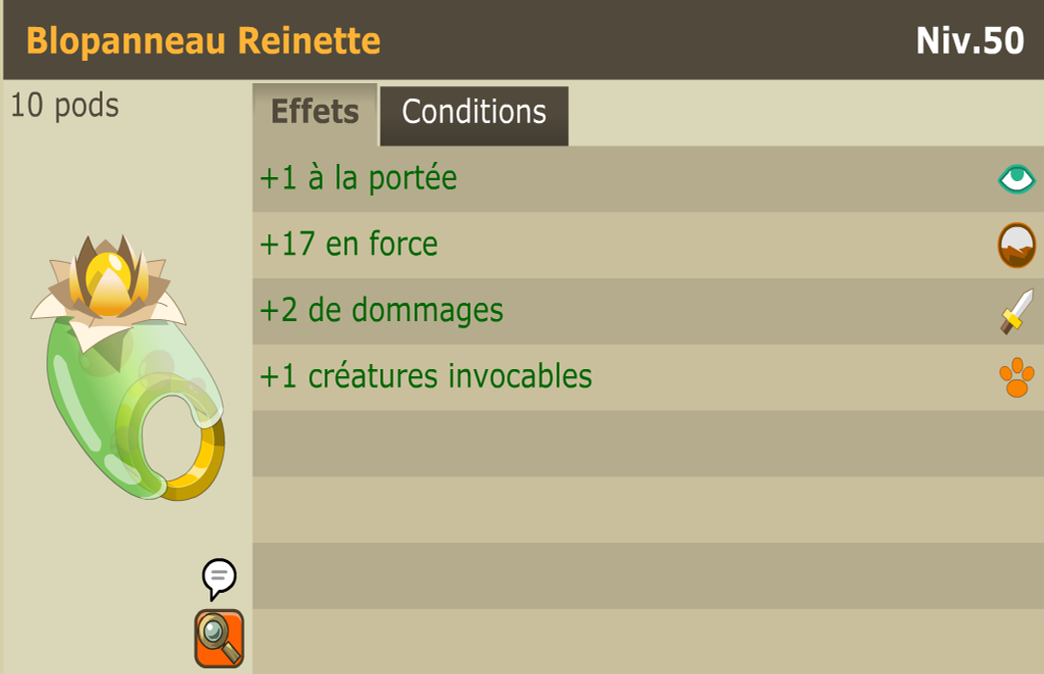 Blopanneau Reinette
Niv.50
10 pods
Effets
Conditions
+1 à la portée
+17 en force
+2 de dommages
+1 créatures invocables